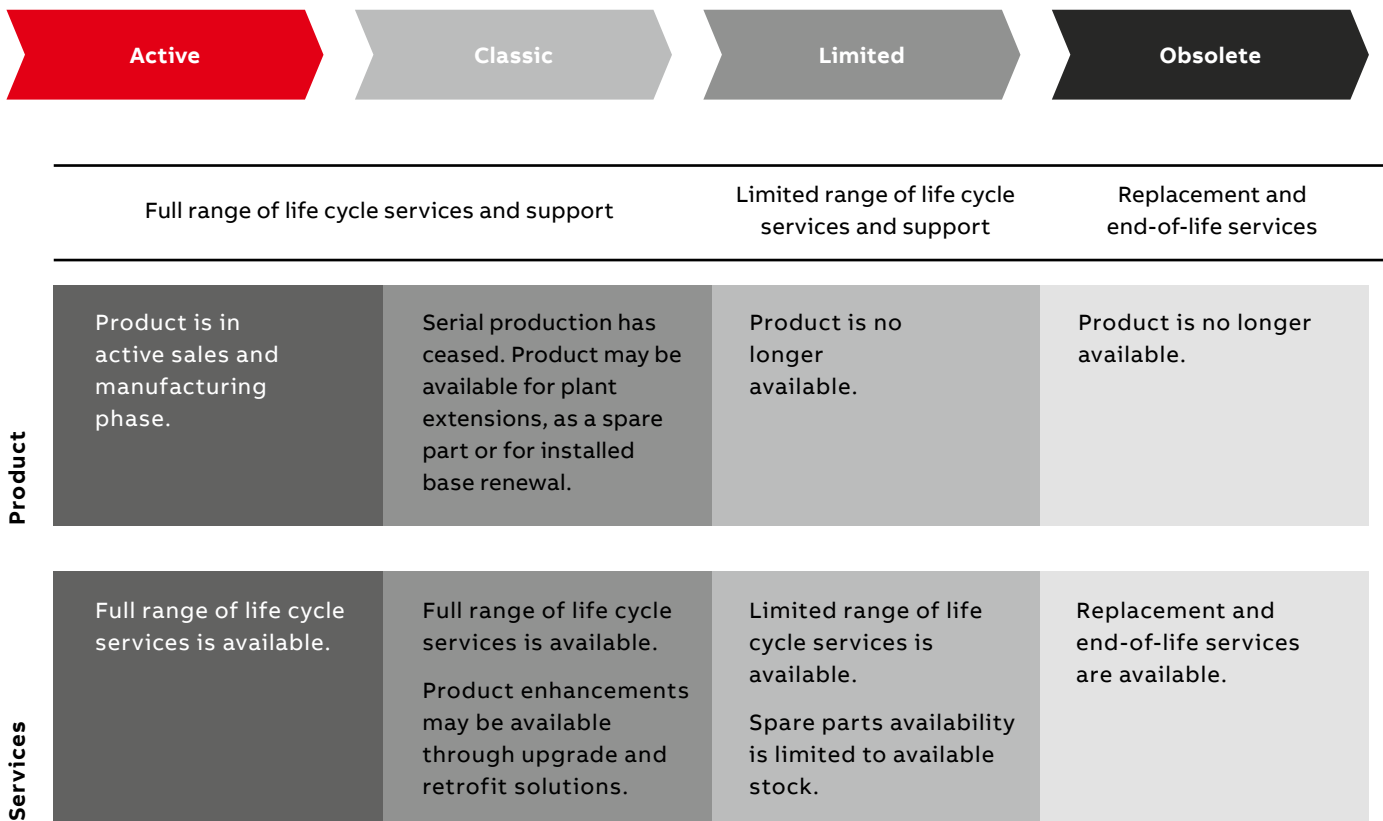 Active
Classic
Limited
Obsolete
Full range of life cycle services and support
Limited range of life cycle
services and support
Replacement and
end-of-life services
Product
Product is in
active sales and
manufacturing
phase.
Serial production has
ceased. Product may be
available for plant
extensions, as a spare
part or for installed
base renewal.
Product is no
longer
available.
Product is no longer
available.
Services
Full range of life cycle
services is available.
Full range of life cycle
services is available.
Product enhancements
may be available
through upgrade and
retrofit solutions.
Limited range of life
cycle services is
available.
Spare parts availability
is limited to available
stock.
Replacement and
end-of-life services
are available.